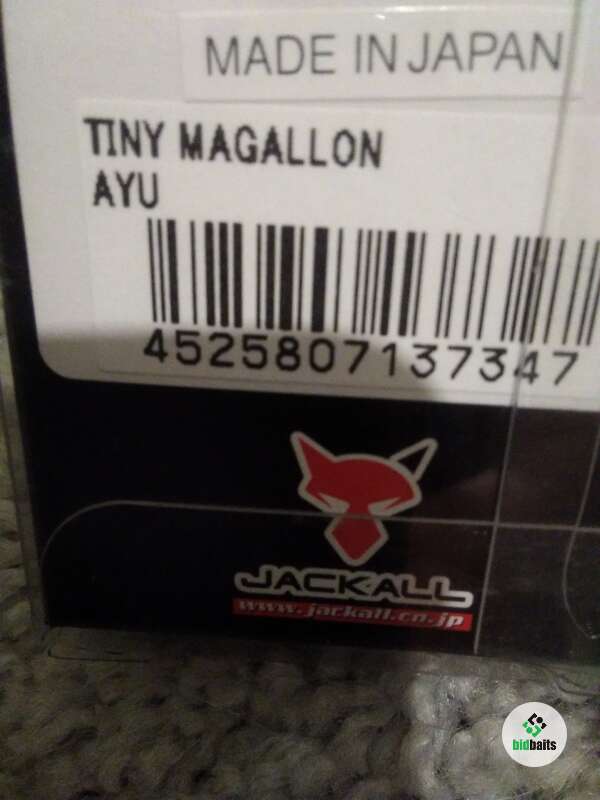 MADE IN JAPAN
TINY MAGALLON
AYU
4525807137347
JACKALL
www.jackall.co.jp
bidbaits